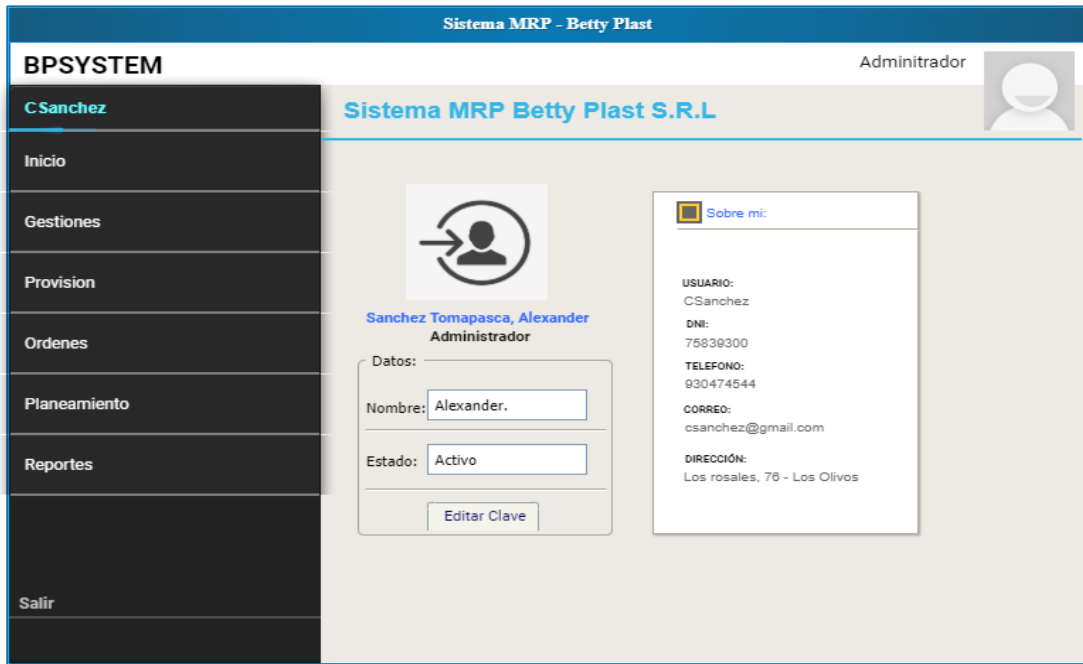 Sistema MRP - Betty Plast
BPSYSTEM
Adminitrador
CSanchez
Sistema MRP Betty Plast S.R.L
Inicio
Gestiones
Provision
Ordenes
Planeamiento
Reportes
Salir
Sanchez Tomapasca, Alexander
Administrador
Datos:
Nombre: Alexander.
Estado: Activo
Editar Clave
Sobre mi:
USUARIO:
CSanchez
DNI:
75839300
TELEFONO:
930474544
CORREO:
csanchez@gmail.com
DIRECCIÓN:
Los rosales, 76 - Los Olivos